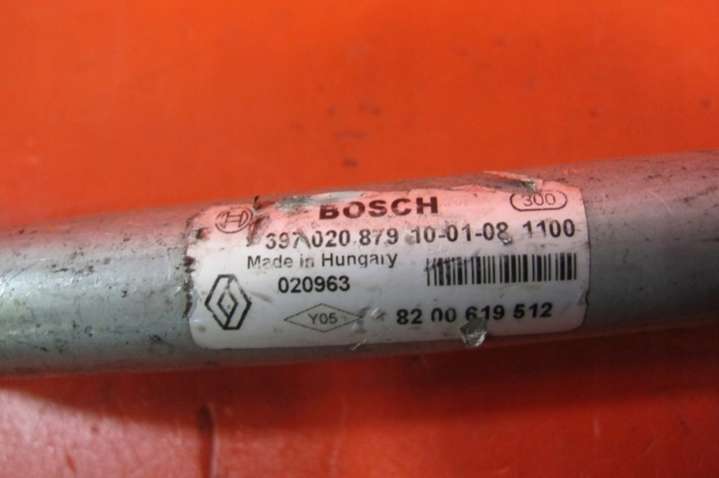 BOSCH 300
397 020 879 10-01-08 1100
Made in Hungary
020963
Y05 82 00 619 512